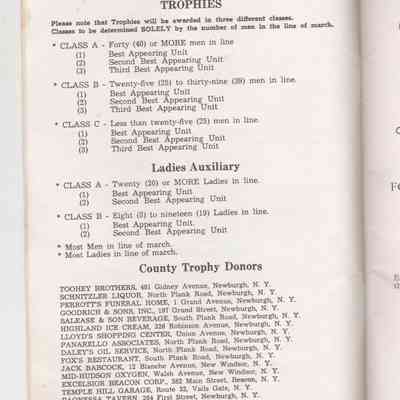 TROPHIES
Please note that Trophies will be awarded in three different classes.
Classes to be determined SOLELY by the number of men in the line of march.
* CLASS A - Forty (40) or MORE men in line
(1) Best Appearing Unit
(2) Second Best Appearing Unit
(3) Third Best Appearing Unit
* CLASS B - Twenty-five (25) to thirty-nine (39) men in line.
(1) Best Appearing Unit
(2) Second Best Appearing Unit
(3) Third Best Appearing Unit
* CLASS C - Less than twenty-five (25) men in line.
(1) Best Appearing Unit
(2) Second Best Appearing Unit
(3) Third Best Appearing Unit
Ladies Auxiliary
* CLASS A - Twenty (20) or MORE Ladies in line.
(1) Best Appearing Unit
(2) Second Best Appearing Unit
* CLASS B - Eight (8) to nineteen (19) Ladies in line.
(1) Best Appearing Unit.
(2) Second Best Appearing Unit
* Most Men in line of march.
* Most Ladies in line of march.
County Trophy Donors
TOOHEY BROTHERS, 401 Gidney Avenue, Newburgh, N. Y.
SCHNITZLER LIQUOR, North Plank Road, Newburgh, N. Y.
PERROTT'S FUNERAL HOME, 1 Grand Avenue, Newburgh, N. Y.
GOODRICH & SONS, INC., 197 Grand Street, Newburgh, N. Y.
SALEASE & SON BEVERAGE, South Plank Road, Newburgh, N. Y.
HIGHLAND ICE CREAM, 226 Robinson Avenue, Newburgh, N. Y.
LLOYD'S SHOPPING CENTER, Union Avenue, Newburgh, N. Y.
PANARELLO ASSOCIATES, North Plank Road, Newburgh, N. Y.
DALEY'S OIL SERVICE, North Plank Road, Newburgh, N. Y.
FOX'S RESTAURANT, South Plank Road, Newburgh, N. Y.
JACK BABCOCK, 12 Blanche Avenue, New Windsor, N. Y.
MID-HUDSON OXYGEN, Walsh Avenue, New Windsor, N. Y.
EXCELSIOR BEACON CORP., 362 Main Street, Beacon, N. Y.
TEMPLE HILL GARAGE, Route 32, Vails Gate, N. Y.
TAVERN, 264 First Street, Newburgh, N. Y.